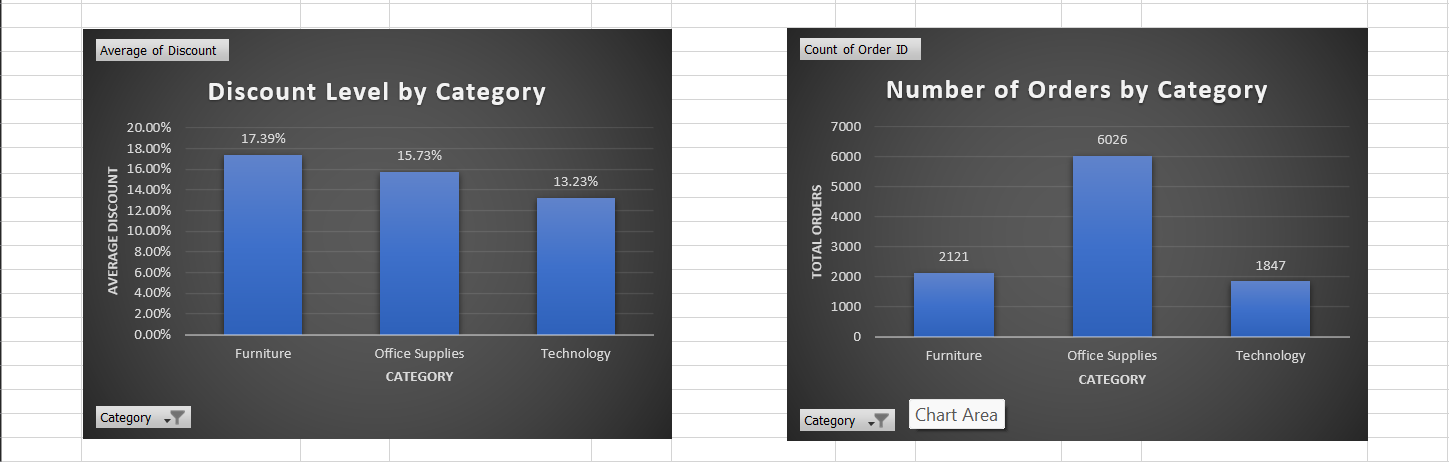 Average of Discount
Discount Level by Category
20.00%
18.00%
16.00%
14.00%
12.00%
10.00%
8.00%
6.00%
4.00%
2.00%
0.00%
AVERAGE DISCOUNT
17.39%
15.73%
13.23%
Furniture
Office Supplies
Technology
CATEGORY
Category
Count of Order ID
Number of Orders by Category
7000
6000
5000
4000
3000
2000
1000
0
TOTAL ORDERS
2121
6026
1847
Furniture
Office Supplies
Technology
CATEGORY
Category
Chart Area